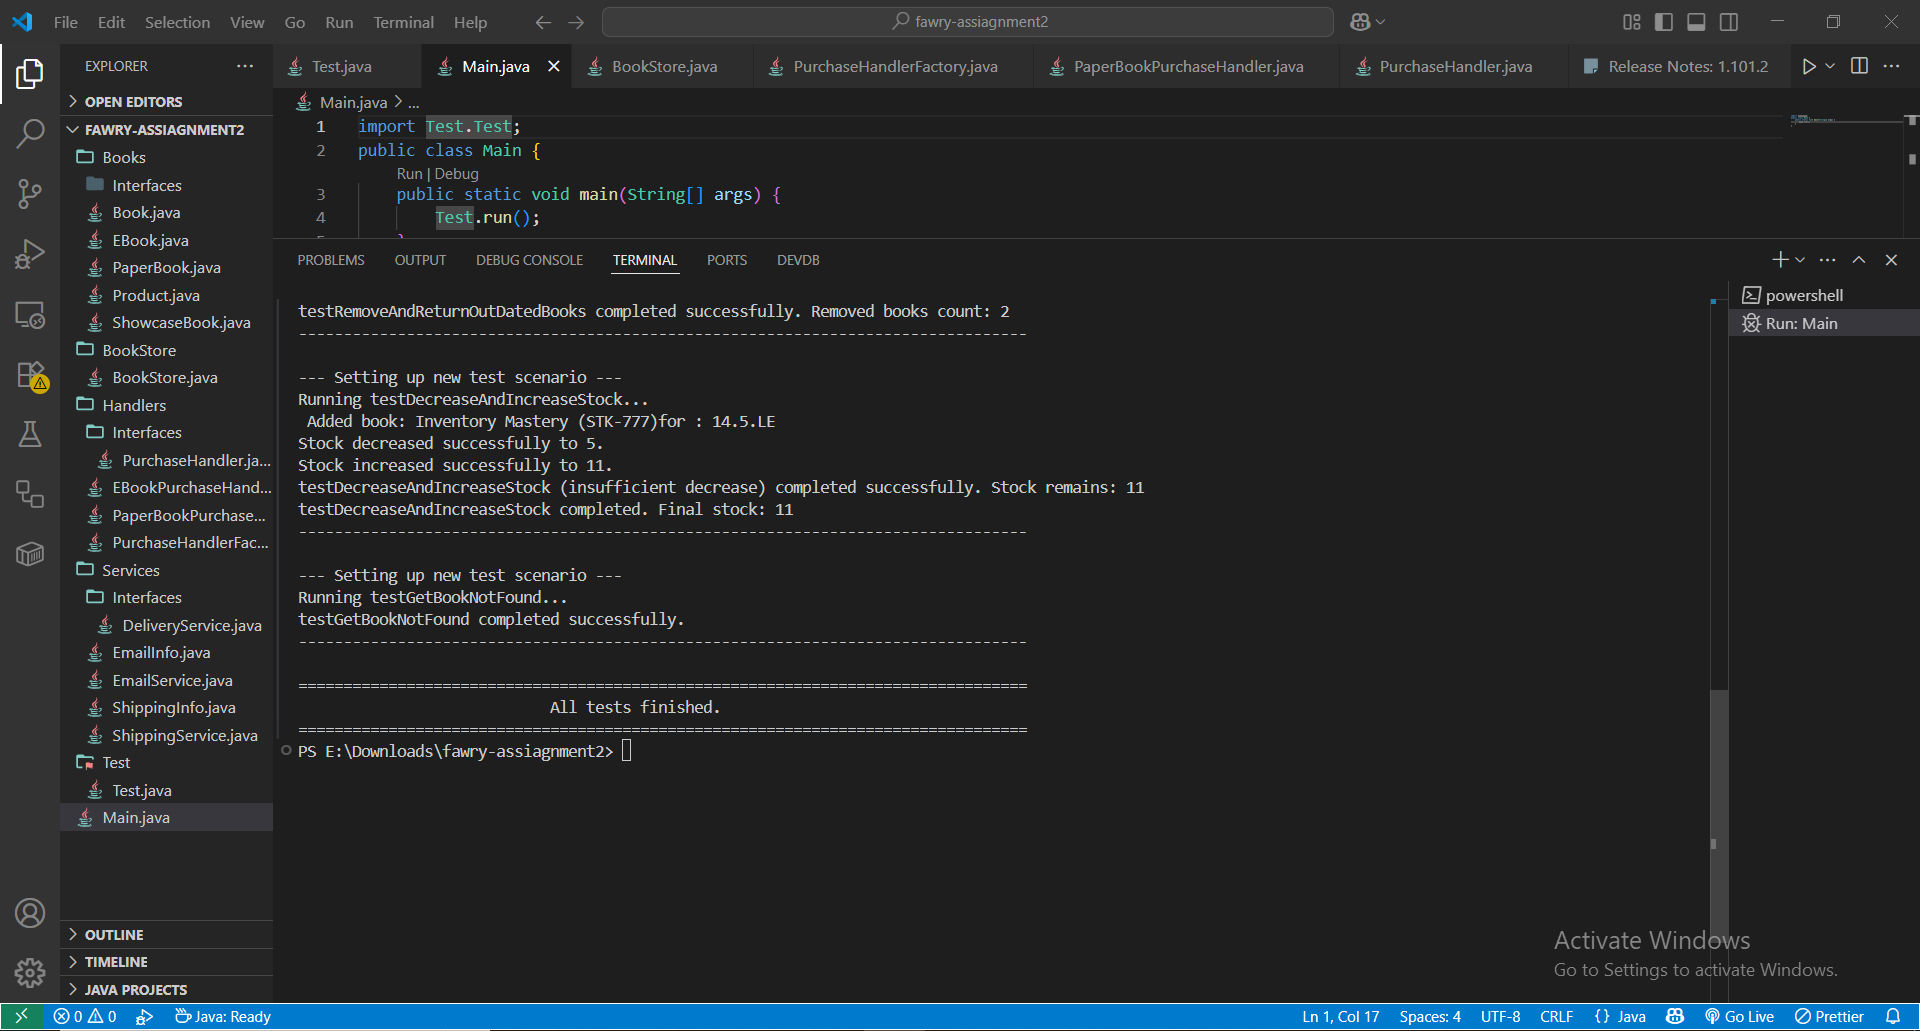 File Edit Selection View Go Run Terminal Help
fawry-assiagnment2
EXPLORER
OPEN EDITORS
FAWRY-ASSIAGNMENT2
Books
Interfaces
Book.java
EBook.java
PaperBook.java
Product.java
ShowcaseBook.java
BookStore
BookStore.java
Handlers
Interfaces
PurchaseHandler.ja...
EBookPurchaseHand...
PaperBookPurchase...
PurchaseHandlerFac...
Services
Interfaces
DeliveryService.java
EmailInfo.java
EmailService.java
ShippingInfo.java
ShippingService.java
Test
Test.java
Main.java
OUTLINE
TIMELINE
JAVA PROJECTS
Test.java Main.java BookStore.java PurchaseHandlerFactory.java PaperBookPurchaseHandler.java PurchaseHandler.java Release Notes: 1.101.2
Main.java > ...
1 import Test.Test;
2 public class Main {
Run | Debug
3 public static void main(String[] args) {
4 Test.run();
PROBLEMS OUTPUT DEBUG CONSOLE TERMINAL PORTS DEVDB
testRemoveAndReturnOutDatedBooks completed successfully. Removed books count: 2
---------------------------------------------------------------------------------
--- Setting up new test scenario ---
Running testDecreaseAndIncreaseStock...
Added book: Inventory Mastery (STK-777)for : 14.5.LE
Stock decreased successfully to 5.
Stock increased successfully to 11.
testDecreaseAndIncreaseStock (insufficient decrease) completed successfully. Stock remains: 11
testDecreaseAndIncreaseStock completed. Final stock: 11
---------------------------------------------------------------------------------
--- Setting up new test scenario ---
Running testGetBookNotFound...
testGetBookNotFound completed successfully.
---------------------------------------------------------------------------------
=================================================================================
All tests finished.
=================================================================================
PS E:\Downloads\fawry-assiagnment2>
powershell
Run: Main
Activate Windows
Go to Settings to activate Windows.
0 0 Java: Ready Ln 1, Col 17 Spaces: 4 UTF-8 CRLF {} Java Go Live Prettier